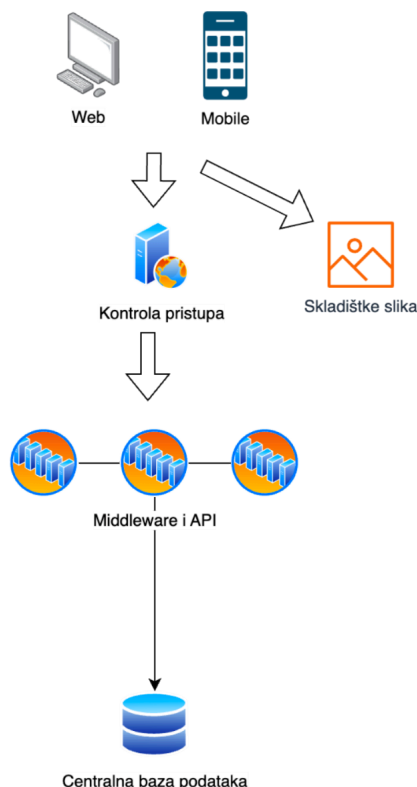 Web
Mobile
Skladištke slika
Kontrola pristupa
Middleware i API
Centralna baza podataka